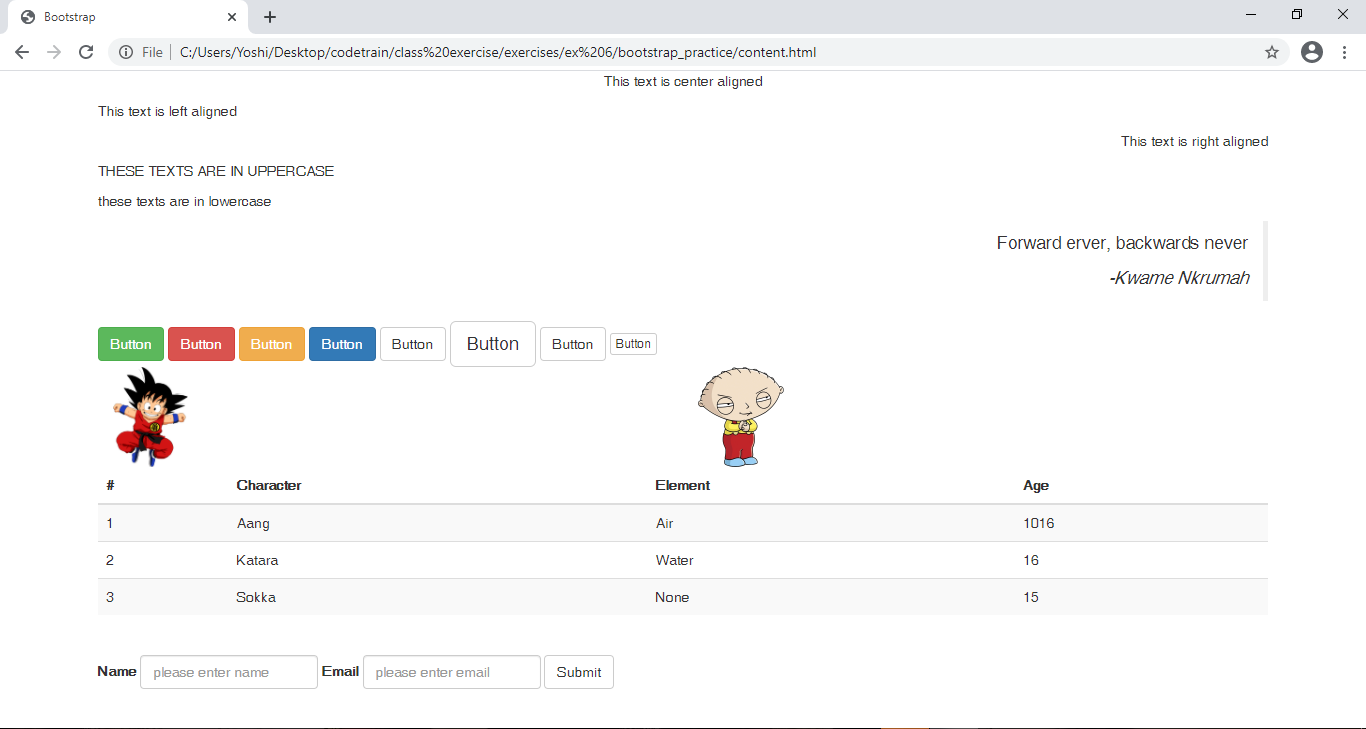 Bootstrap
File
C:/Users/Yoshi/Desktop/codetrain/class%20exercise/exercises/ex%206/bootstrap_practice/content.html
This text is center aligned
This text is left aligned
This text is right aligned
THESE TEXTS ARE IN UPPERCASE
these texts are in lowercase
Forward erver, backwards never
-Kwame Nkrumah
Button Button Button Button Button Button Button Button
# Character Element Age
1 Aang Air 1016
2 Katara Water 16
3 Sokka None 15
Name please enter name Email please enter email Submit